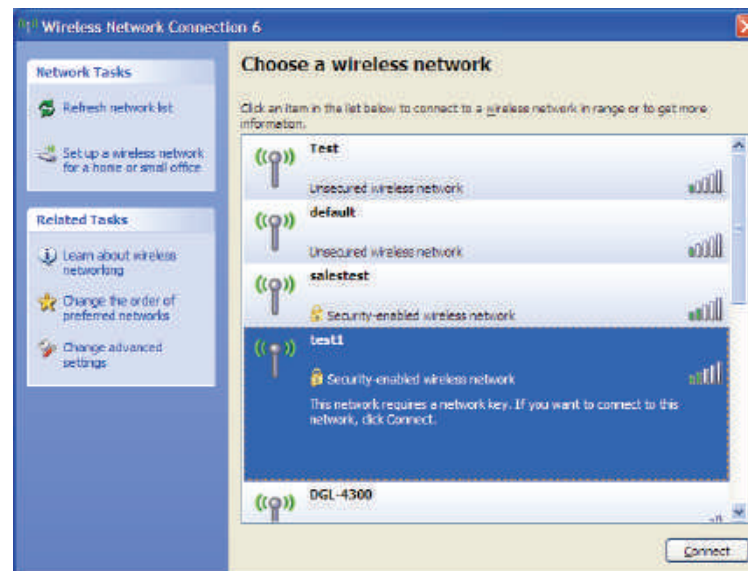 Wireless Network Connection 6
Network Tasks
Refresh network list
Set up a wireless network
for a home or small office
Related Tasks
Learn about wireless
networking
Change the order of
preferred networks
Change advanced
settings
Choose a wireless network
Click an item in the list below to connect to a wireless network in range or to get more
information.
Test
Unsecured wireless network
default
Unsecured wireless network
salestest
Security-enabled wireless network
test1
Security-enabled wireless network
This network requires a network key. If you want to connect to this
network, click Connect.
DGL-4300
Connect